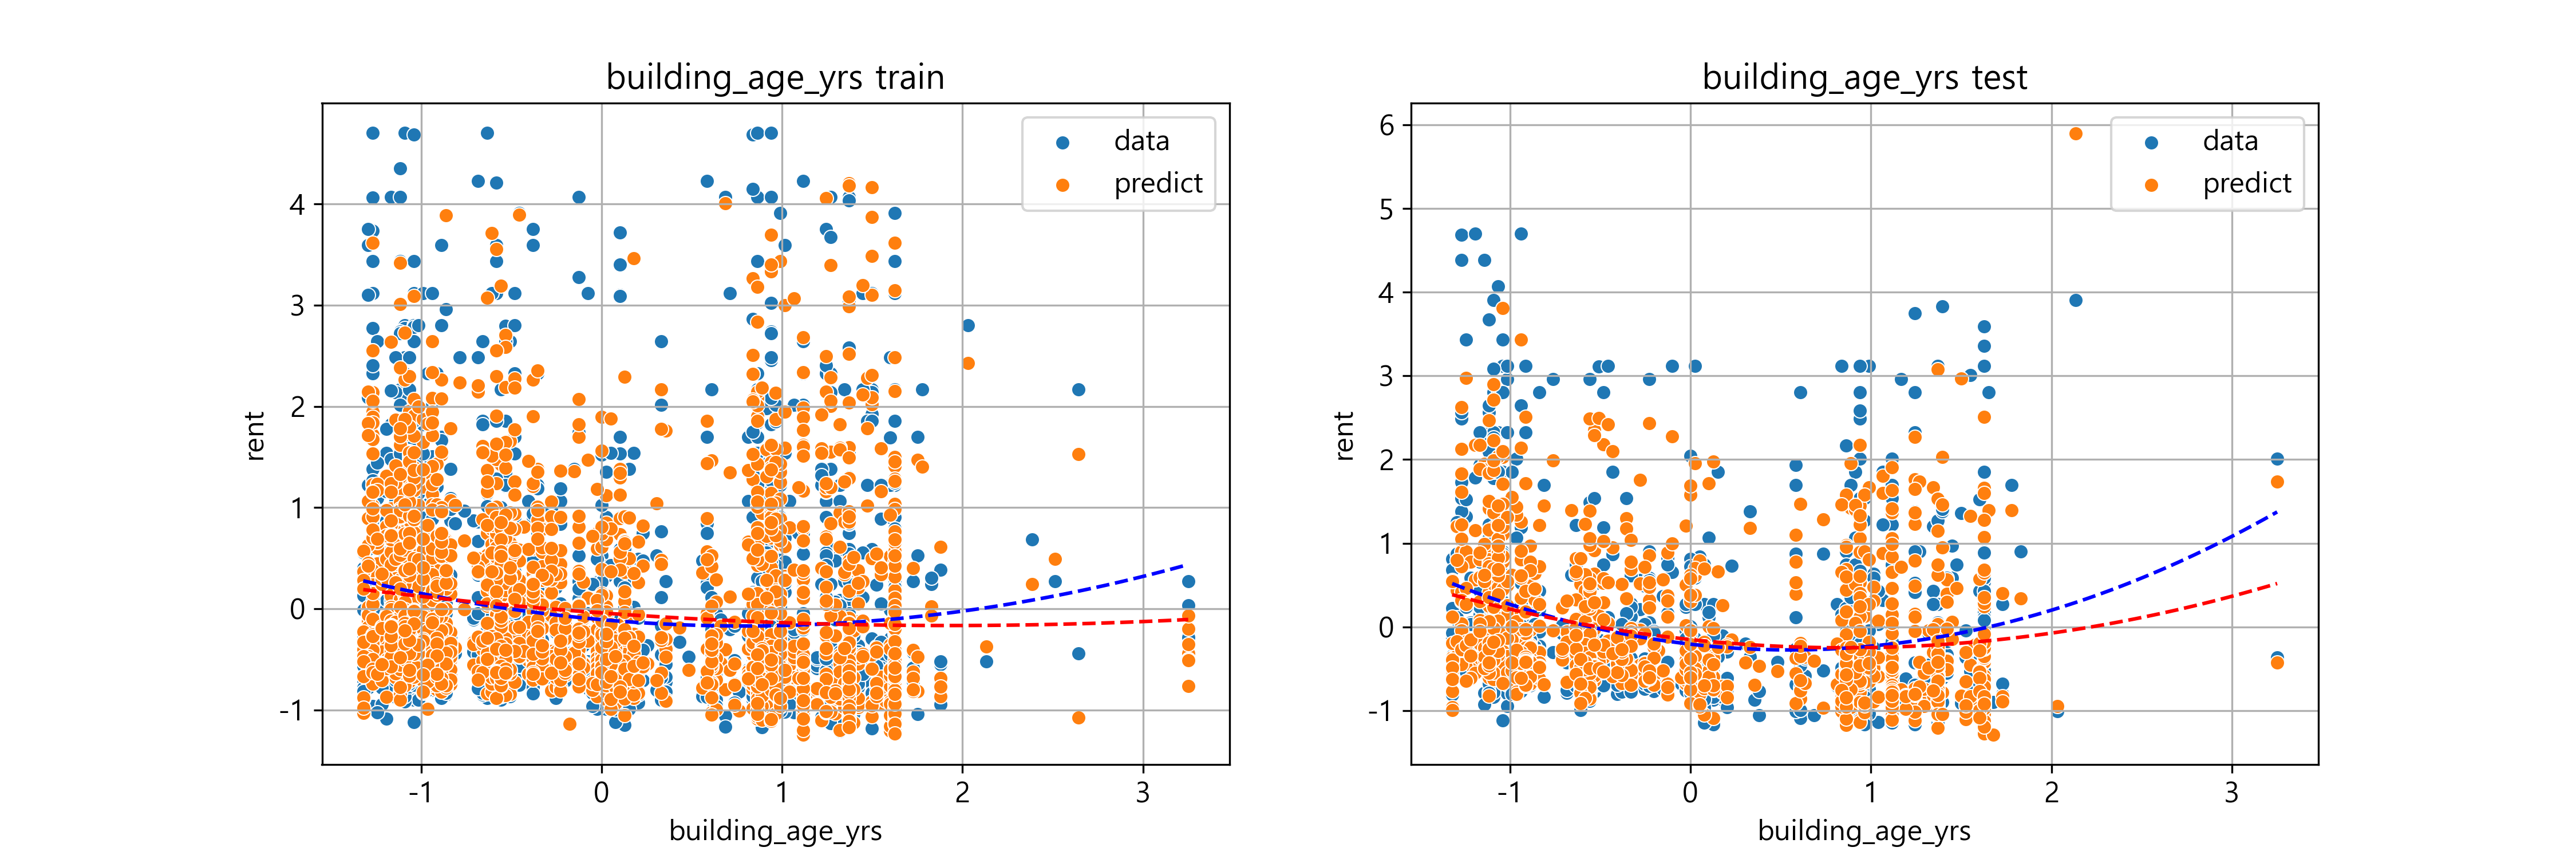 building_age_yrs train
4
3
2
1
0
-1
rent
data
predict
-1
0
1
2
3
building_age_yrs
building_age_yrs test
6
5
4
3
2
1
0
-1
rent
data
predict
-1
0
1
2
3
building_age_yrs